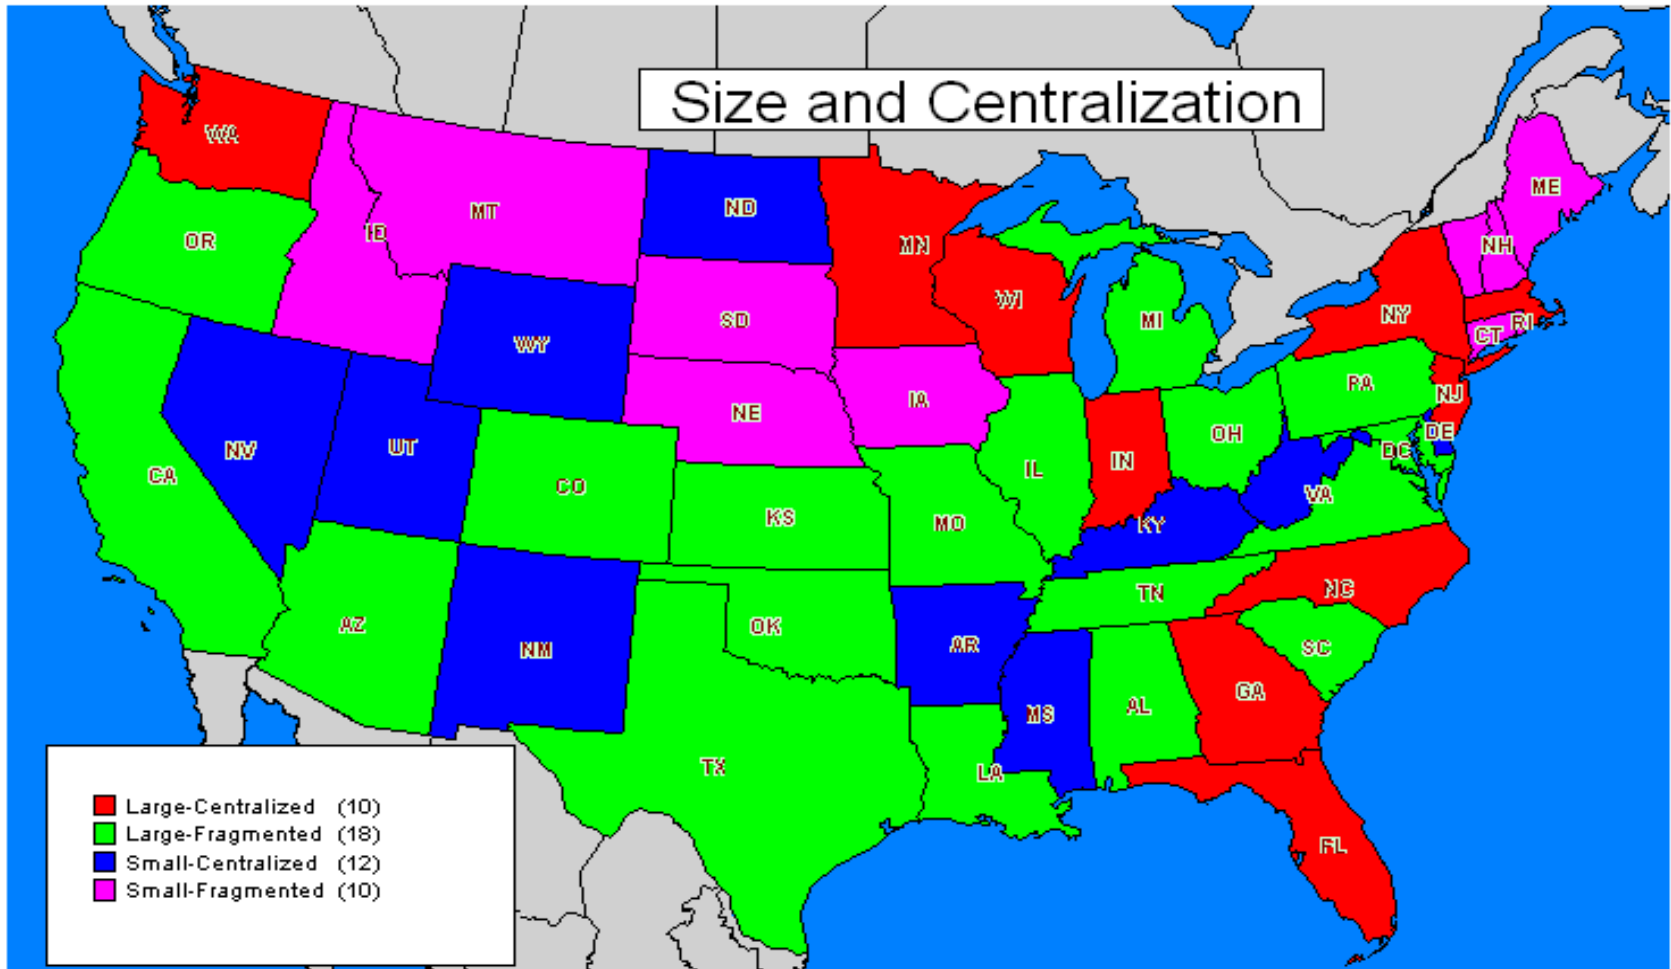 Size and Centralization
WA
ME
MT
ND
ID
OR
MN
NH
WI
SD
MI
NY
RI
CT
WY
PA
NJ
IA
NE
DE
OH
DC
NV
UT
IN
IL
CA
CO
VA
KS
MO
KY
NC
TN
AZ
OK
AR
SC
NM
GA
AL
MS
TX
LA
FL
Large-Centralized (10)
Large-Fragmented (18)
Small-Centralized (12)
Small-Fragmented (10)